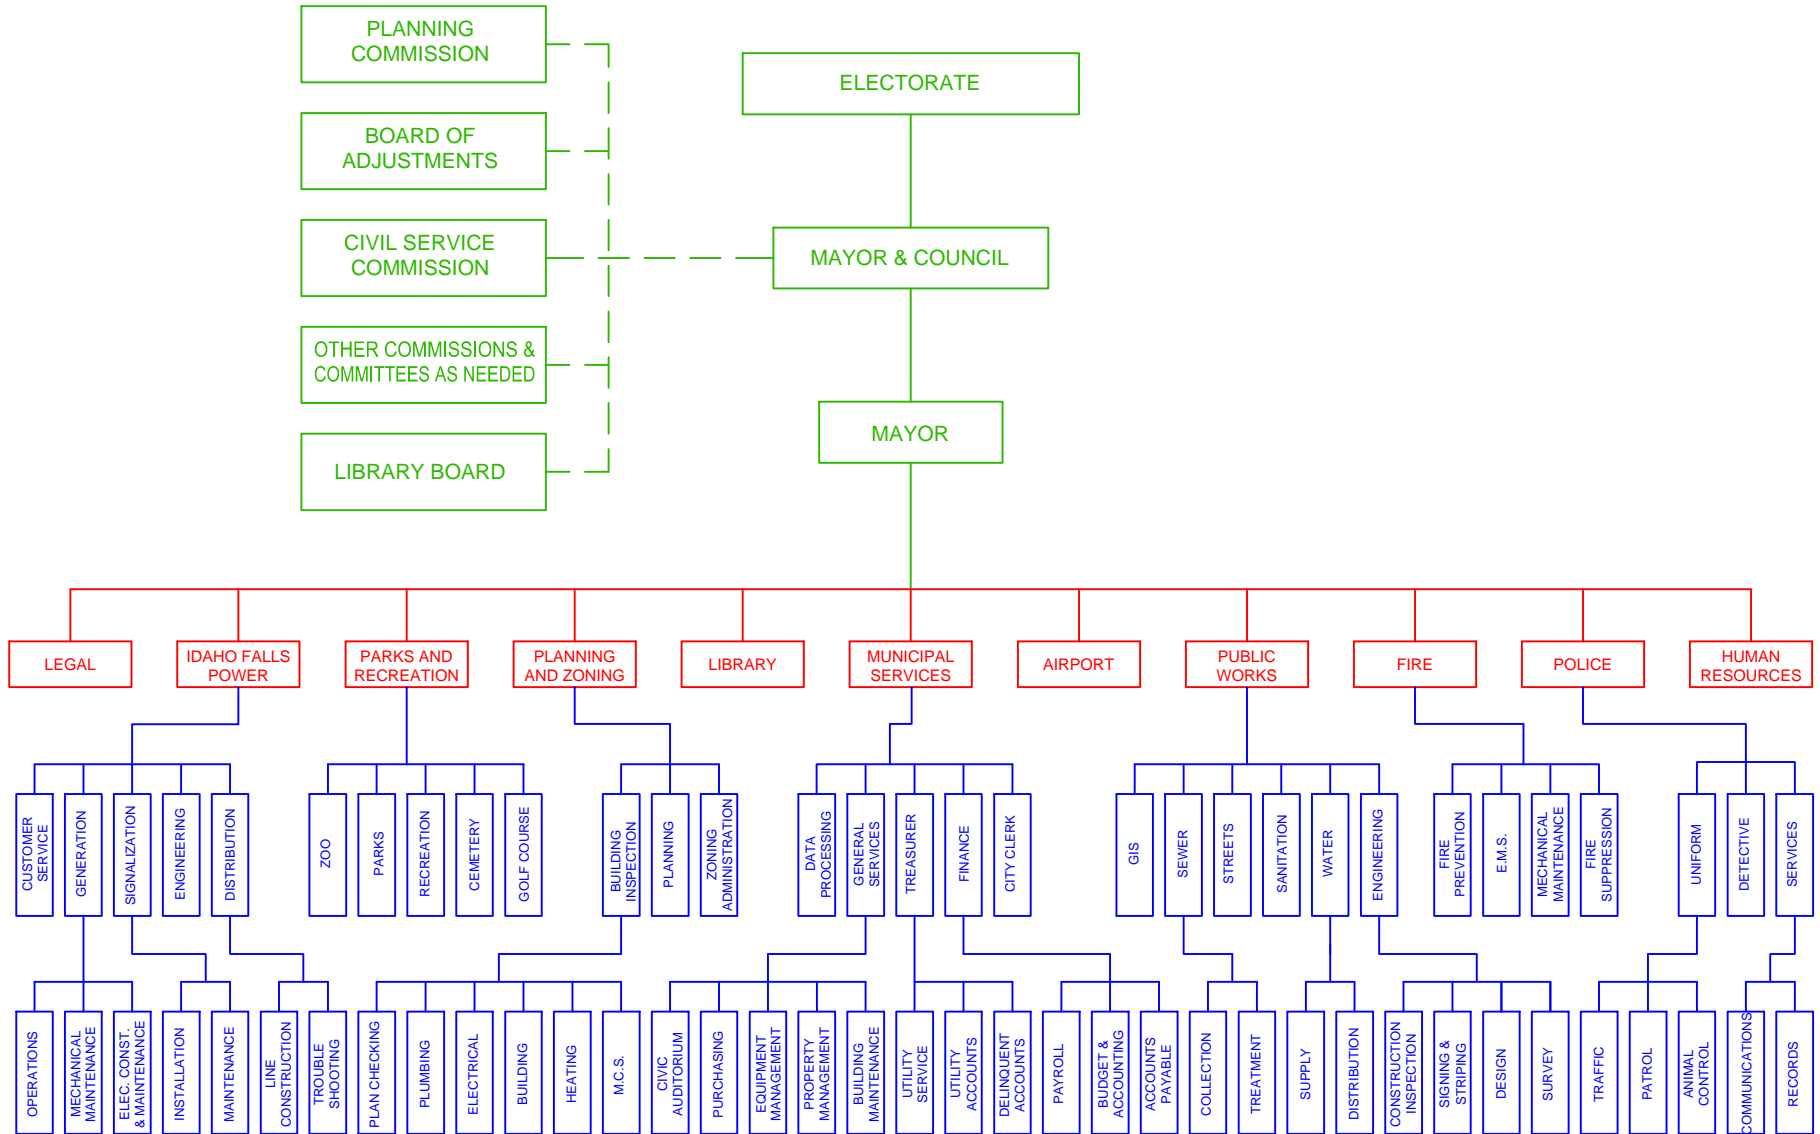 PLANNING
COMMISSION
ELECTORATE
BOARD OF
ADJUSTMENTS
CIVIL SERVICE
COMMISSION
MAYOR & COUNCIL
OTHER COMMISSIONS &
COMMITTEES AS NEEDED
MAYOR
LIBRARY BOARD
LEGAL
IDAHO FALLS
POWER
PARKS AND
RECREATION
PLANNING
AND ZONING
LIBRARY
MUNICIPAL
SERVICES
AIRPORT
PUBLIC
WORKS
FIRE
POLICE
HUMAN
RESOURCES
CUSTOMER
SERVICE
GENERATION
SIGNALIZATION
ENGINEERING
DISTRIBUTION
ZOO
PARKS
RECREATION
CEMETERY
GOLF COURSE
BUILDING
INSPECTION
PLANNING
ZONING
ADMINISTRATION
DATA
PROCESSING
GENERAL
SERVICES
TREASURER
FINANCE
CITY CLERK
GIS
SEWER
STREETS
SANITATION
WATER
ENGINEERING
FIRE
PREVENTION
E.M.S.
MECHANICAL
MAINTENANCE
FIRE
SUPPRESSION
UNIFORM
DETECTIVE
SERVICES
OPERATIONS
MECHANICAL
MAINTENANCE
ELEC. CONST.
& MAINTENANCE
INSTALLATION
MAINTENANCE
LINE
CONSTRUCTION
TROUBLE
SHOOTING
PLAN CHECKING
PLUMBING
ELECTRICAL
BUILDING
HEATING
M.C.S.
CIVIC
AUDITORIUM
PURCHASING
EQUIPMENT
MANAGEMENT
PROPERTY
MANAGEMENT
BUILDING
MAINTENANCE
UTILITY
SERVICE
UTILITY
ACCOUNTS
DELINQUENT
ACCOUNTS
PAYROLL
BUDGET &
ACCOUNTING
ACCOUNTS
PAYABLE
COLLECTION
TREATMENT
SUPPLY
DISTRIBUTION
CONSTRUCTION
INSPECTION
SIGNING &
STRIPING
DESIGN
SURVEY
TRAFFIC
PATROL
ANIMAL
CONTROL
COMMUNICATIONS
RECORDS